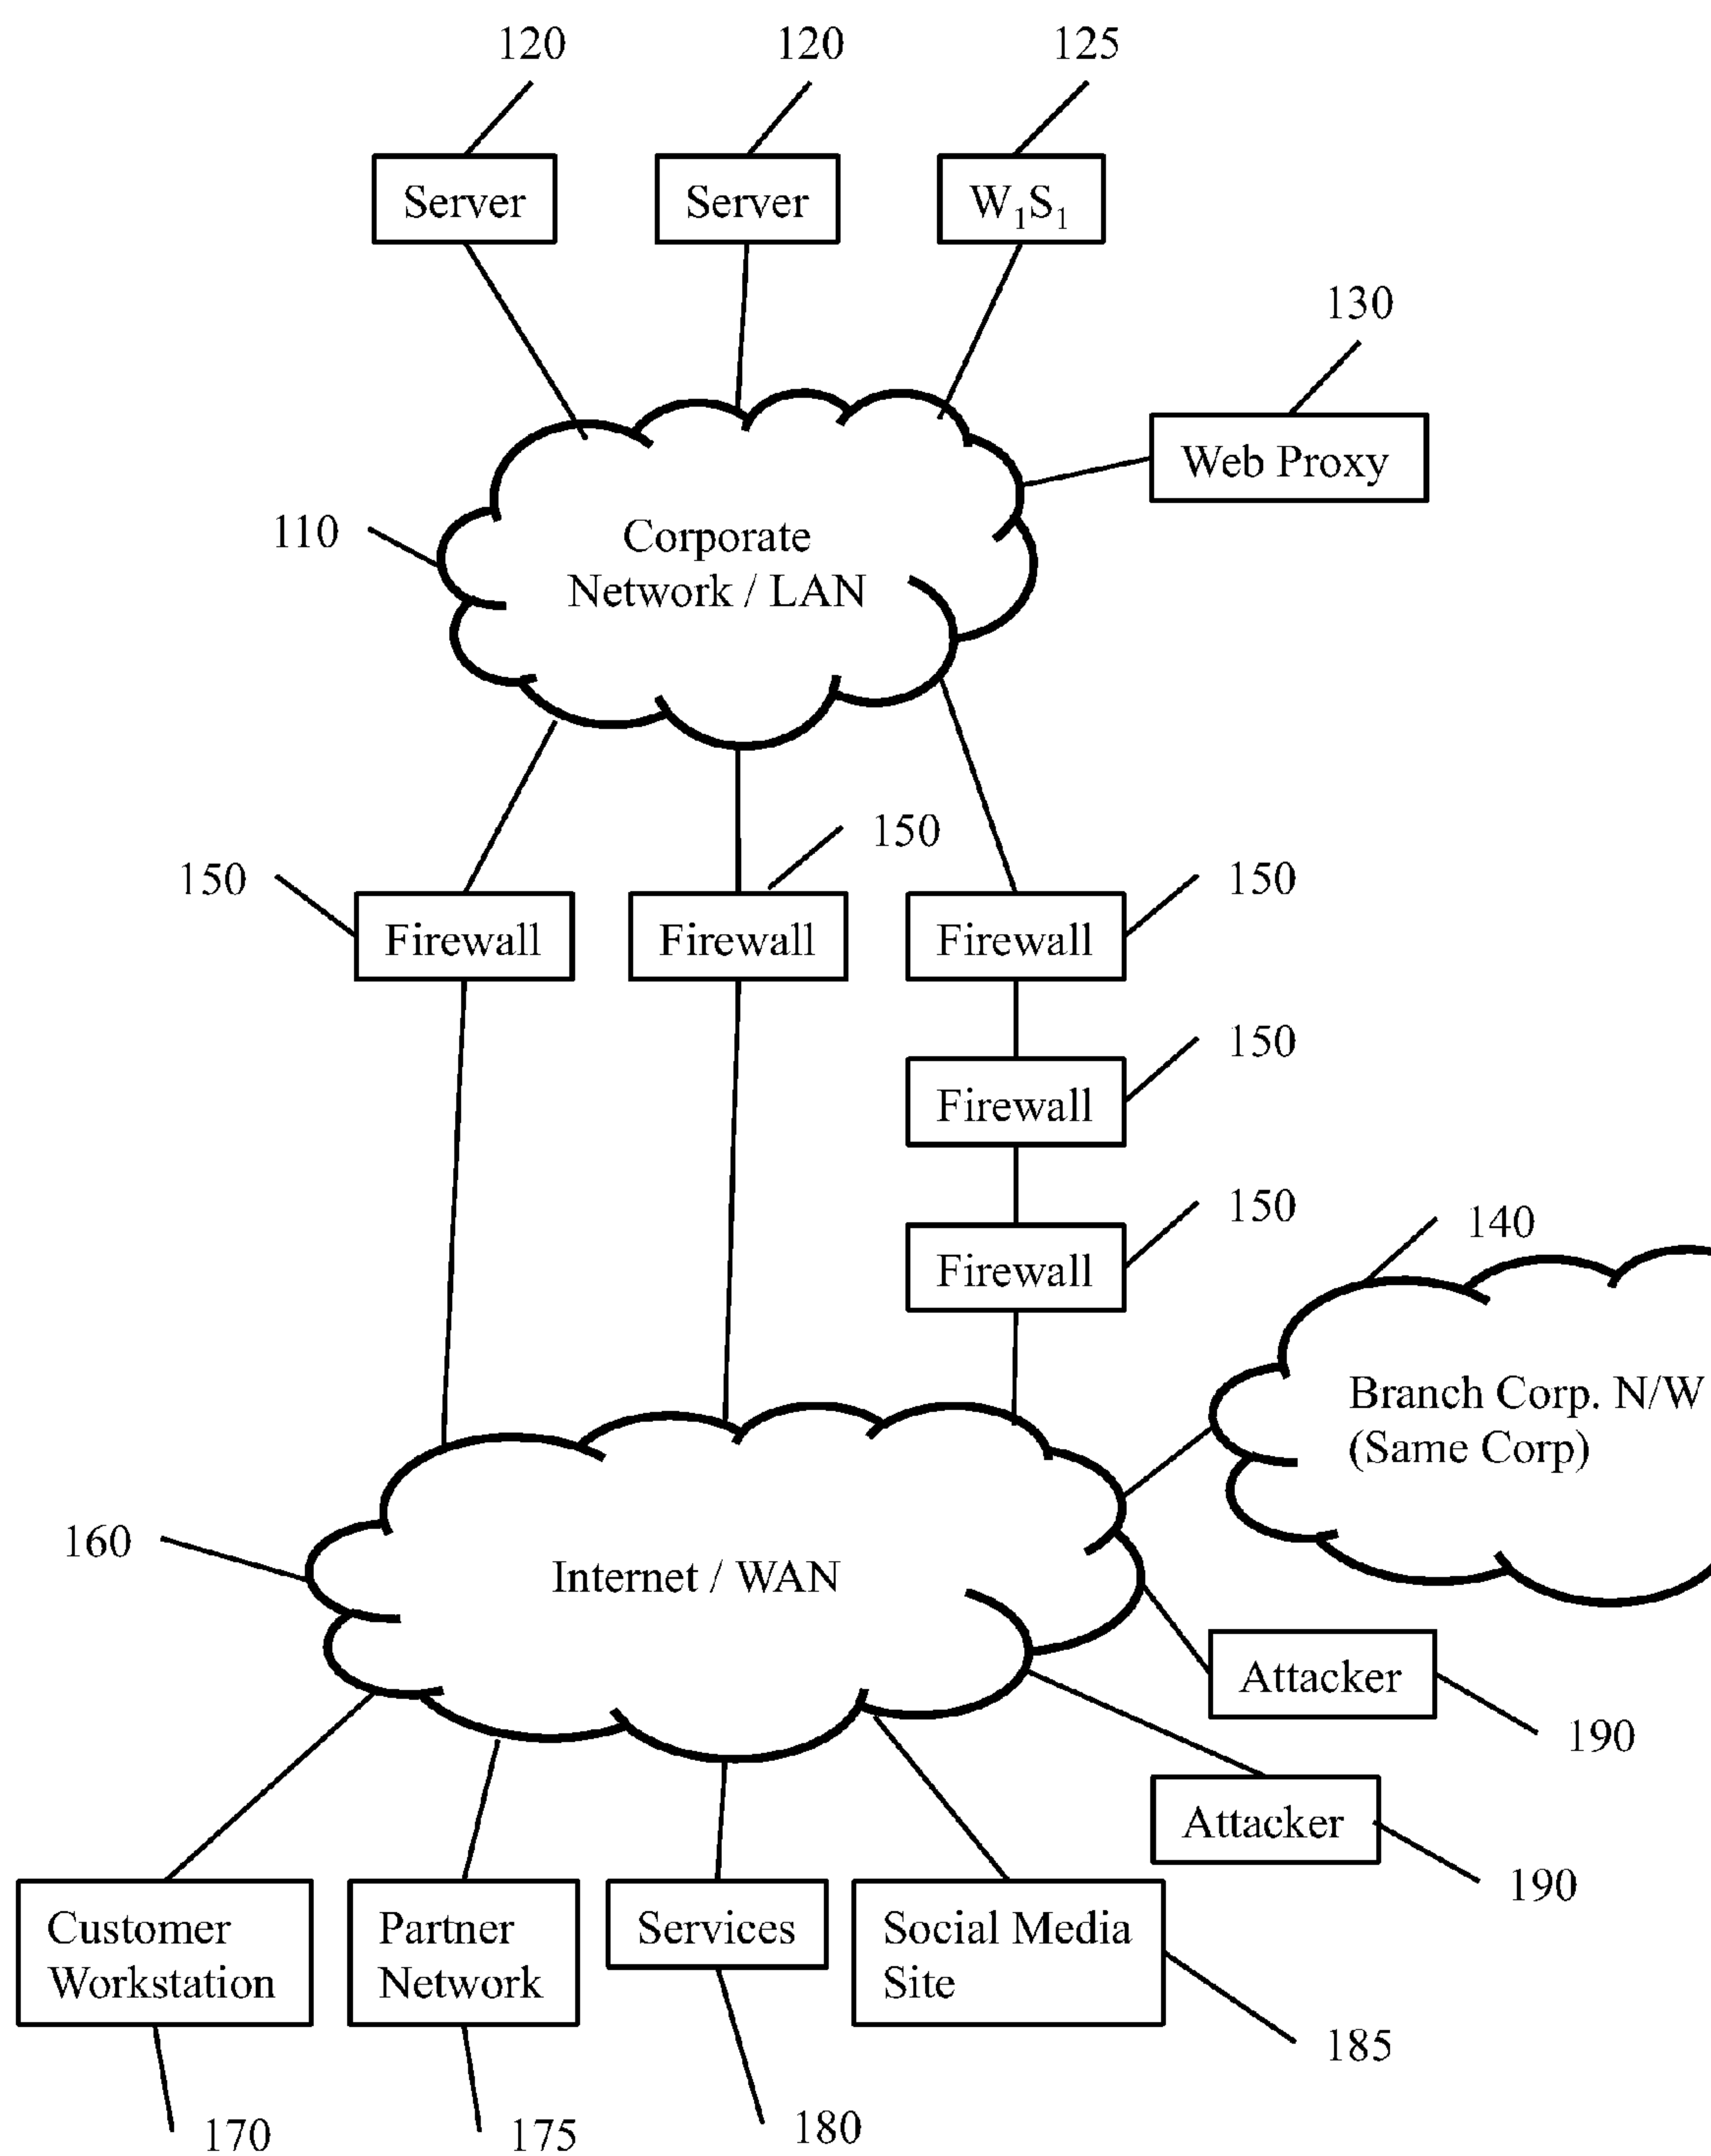 120
120
125
Server
Server
W₁S₁
130
Web Proxy
110
Corporate
Network / LAN
150
150
150
Firewall
Firewall
Firewall
150
Firewall
150
Firewall
140
Branch Corp. N/W
(Same Corp)
160
Internet / WAN
Attacker
190
Attacker
190
Customer
Workstation
Partner
Network
Services
Social Media
Site
185
170
175
180